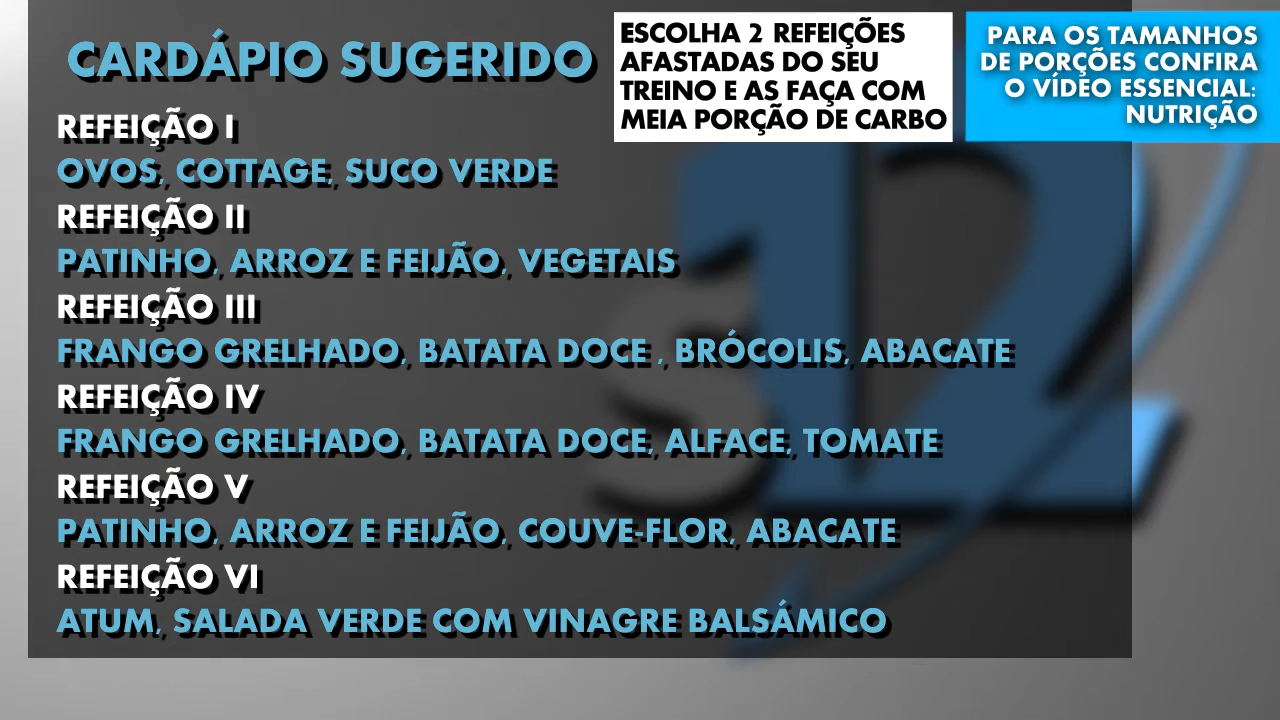 CARDÁPIO SUGERIDO
ESCOLHA 2 REFEIÇÕES
AFASTADAS DO SEU
TREINO E AS FAÇA COM
MEIA PORÇÃO DE CARBO
PARA OS TAMANHOS
DE PORÇÕES CONFIRA
O VÍDEO ESSENCIAL:
NUTRIÇÃO
REFEIÇÃO I
OVOS, COTTAGE, SUCO VERDE
REFEIÇÃO II
PATINHO, ARROZ E FEIJÃO, VEGETAIS
REFEIÇÃO III
FRANGO GRELHADO, BATATA DOCE , BRÓCOLIS, ABACATE
REFEIÇÃO IV
FRANGO GRELHADO, BATATA DOCE, ALFACE, TOMATE
REFEIÇÃO V
PATINHO, ARROZ E FEIJÃO, COUVE-FLOR, ABACATE
REFEIÇÃO VI
ATUM, SALADA VERDE COM VINAGRE BALSÁMICO
S12